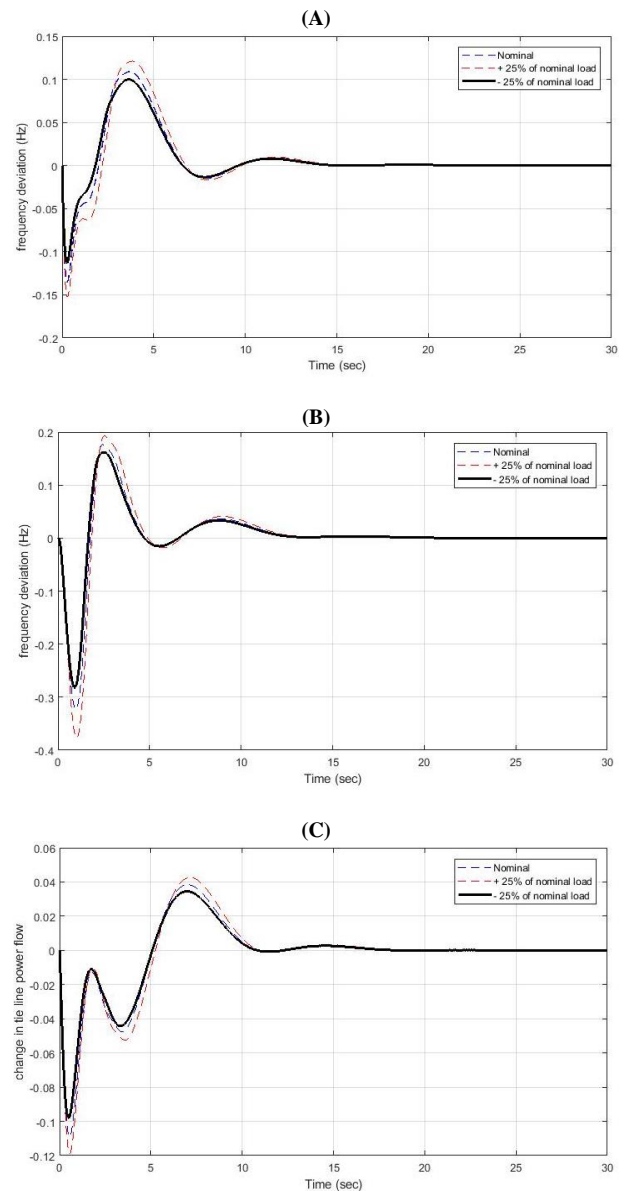 (A)
0.15
0.1
0.05
0
-0.05
-0.1
-0.15
-0.2
frequency deviation (Hz)
Nominal
+ 25% of nominal load
- 25% of nominal load
0 5 10 15 20 25 30
Time (sec)
(B)
0.2
0.1
0
-0.1
-0.2
-0.3
-0.4
frequency deviation (Hz)
Nominal
+ 25% of nominal load
- 25% of nominal load
0 5 10 15 20 25 30
Time (sec)
(C)
0.06
0.04
0.02
0
-0.02
-0.04
-0.06
-0.08
-0.1
-0.12
change in tie line power flow
Nominal
+ 25% of nominal load
- 25% of nominal load
0 5 10 15 20 25 30
Time (sec)